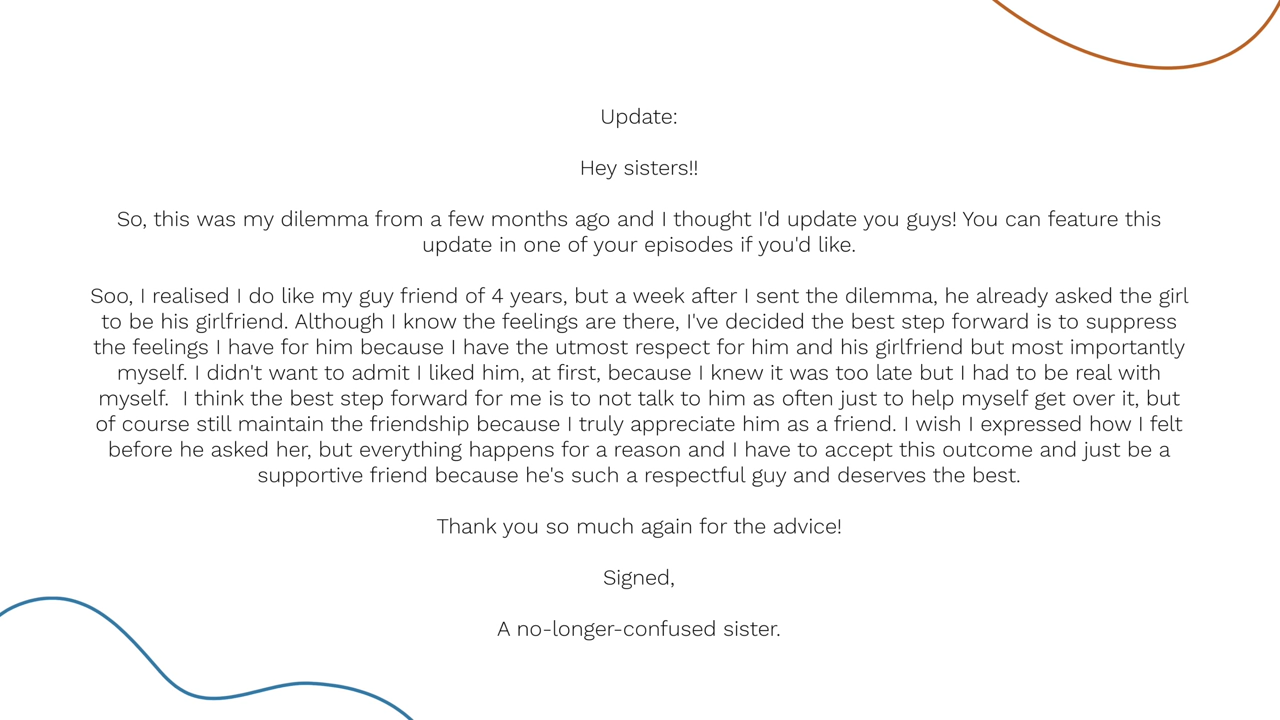 Update:
Hey sisters!!
So, this was my dilemma from a few months ago and I thought I'd update you guys! You can feature this
update in one of your episodes if you'd like.
Soo, I realised I do like my guy friend of 4 years, but a week after I sent the dilemma, he already asked the girl
to be his girlfriend. Although I know the feelings are there, I've decided the best step forward is to suppress
the feelings I have for him because I have the utmost respect for him and his girlfriend but most importantly
myself. I didn't want to admit I liked him, at first, because I knew it was too late but I had to be real with
myself.  I think the best step forward for me is to not talk to him as often just to help myself get over it, but
of course still maintain the friendship because I truly appreciate him as a friend. I wish I expressed how I felt
before he asked her, but everything happens for a reason and I have to accept this outcome and just be a
supportive friend because he's such a respectful guy and deserves the best.
Thank you so much again for the advice!
Signed,
A no-longer-confused sister.